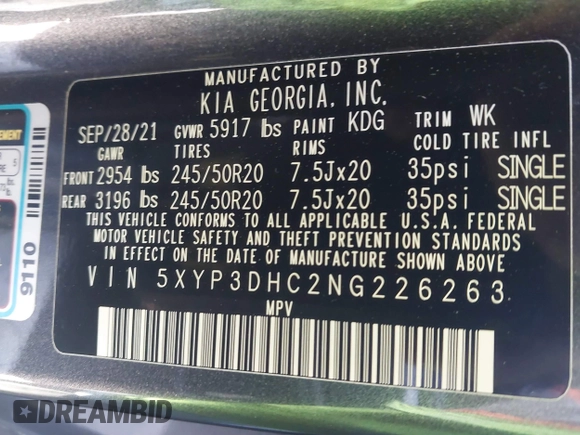 MANUFACTURED BY
KIA GEORGIA, INC.
SEP/28/21 GVWR 5917 lbs PAINT KDG TRIM WK
GAWR TIRES RIMS COLD TIRE INFL
FRONT 2954 lbs 245/50R20 7.5Jx20 35psi SINGLE
REAR 3196 lbs 245/50R20 7.5Jx20 35psi SINGLE
THIS VEHICLE CONFORMS TO ALL APPLICABLE U.S.A. FEDERAL
MOTOR VEHICLE SAFETY AND THEFT PREVENTION STANDARDS
IN EFFECT ON THE DATE OF MANUFACTURE SHOWN ABOVE.
VIN 5XYP3DHC2NG226263
MPV
9110
DREAMBID